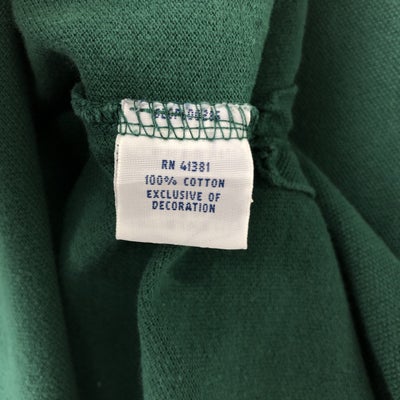 RN 41381
100% COTTON
EXCLUSIVE OF
DECORATION